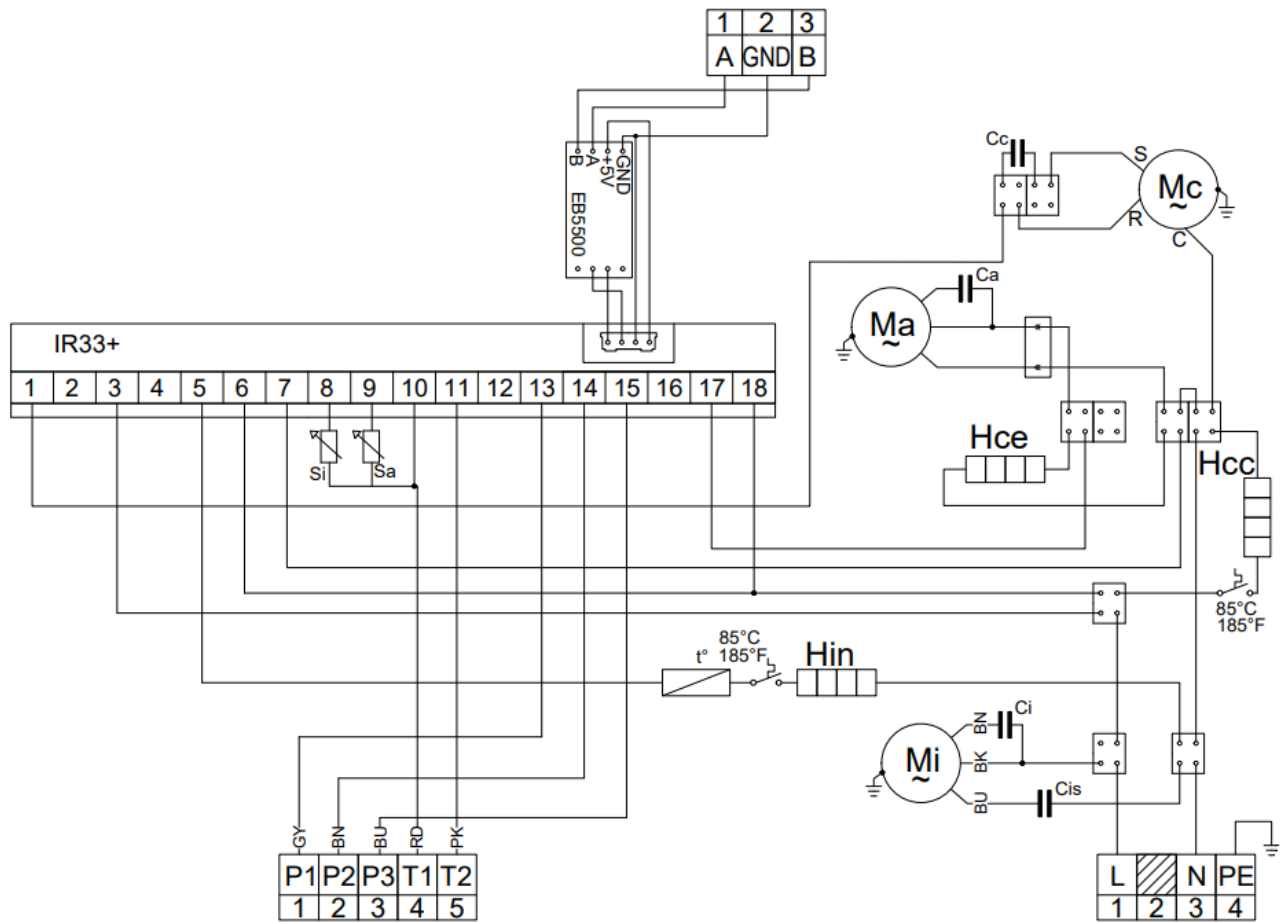 1 2 3
A GND B
B A +5V GND
EB5500
Cc
S
Mc
~
R
C
Ca
Ma
~
IR33+
1 2 3 4 5 6 7 8 9 10 11 12 13 14 15 16 17 18
Si Sa
Hce
Hcc
85°C
185°F
t° 85°C
185°F
Hin
BN Ci
Mi
~
BK
BU Cis
GY BN BU RD PK
P1 P2 P3 T1 T2
1 2 3 4 5
L N PE
1 2 3 4